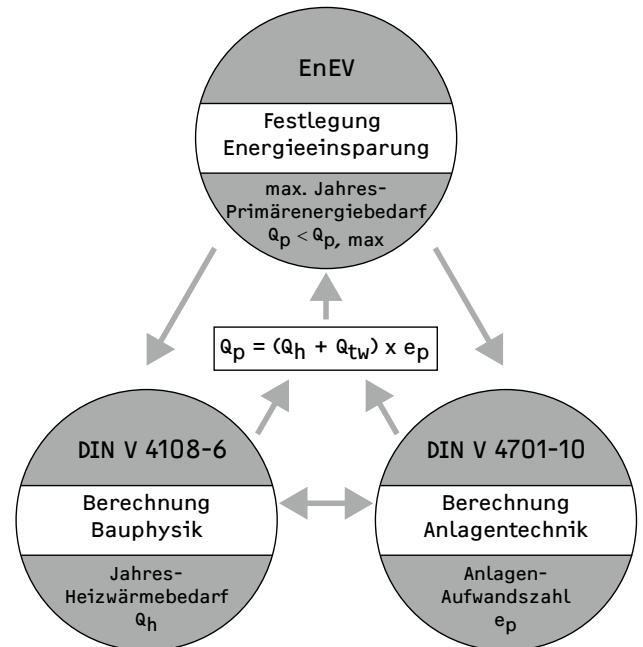 EnEV
Festlegung
Energieeinsparung
max. Jahres-
Primärenergiebedarf
Qp < Qp, max
Qp = (Qh + Qtw) x ep
DIN V 4108-6
Berechnung
Bauphysik
Jahres-
Heizwärmebedarf
Qh
DIN V 4701-10
Berechnung
Anlagentechnik
Anlagen-
Aufwandszahl
ep